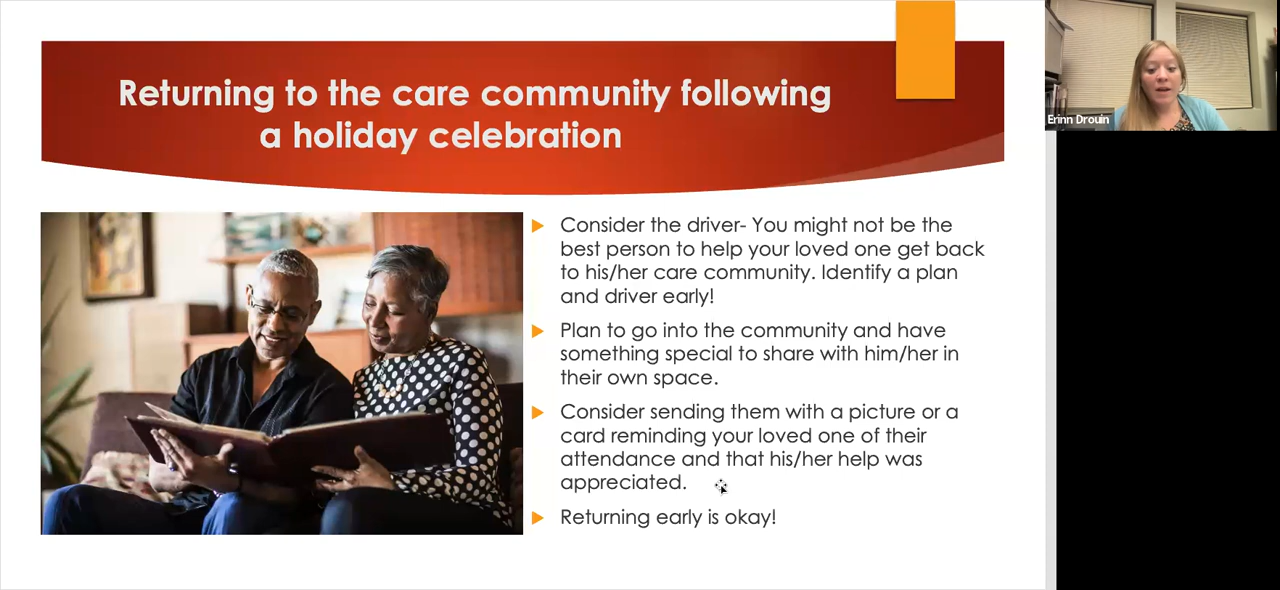 Returning to the care community following
a holiday celebration
Consider the driver- You might not be the
best person to help your loved one get back
to his/her care community. Identify a plan
and driver early!
Plan to go into the community and have
something special to share with him/her in
their own space.
Consider sending them with a picture or a
card reminding your loved one of their
attendance and that his/her help was
appreciated.
Returning early is okay!
Erinn Drouin